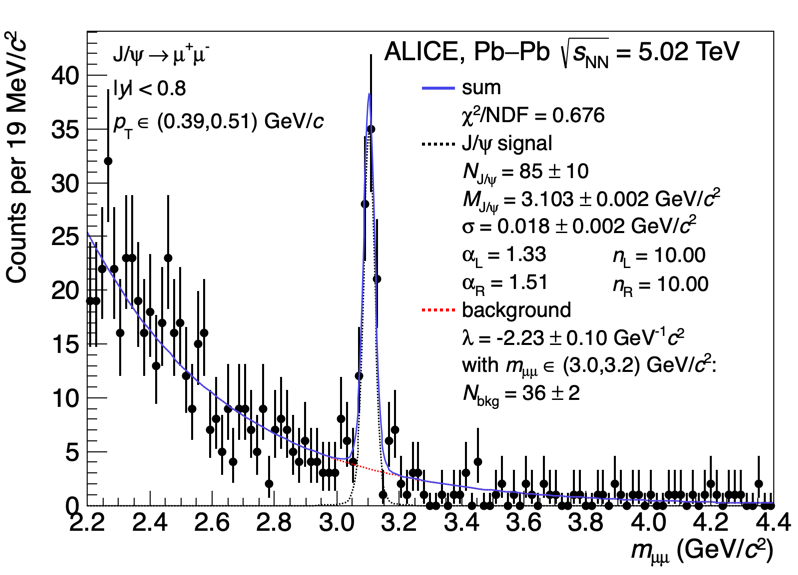 Counts per 19 MeV/c²
40
35
30
25
20
15
10
5
0
J/ψ → μ⁺μ⁻
|y| < 0.8
p_T ∈ (0.39,0.51) GeV/c
ALICE, Pb−Pb √s_NN = 5.02 TeV
sum
χ²/NDF = 0.676
J/ψ signal
N_J/ψ = 85 ± 10
M_J/ψ = 3.103 ± 0.002 GeV/c²
σ = 0.018 ± 0.002 GeV/c²
α_L = 1.33 n_L = 10.00
α_R = 1.51 n_R = 10.00
background
λ = -2.23 ± 0.10 GeV⁻¹c²
with m_μμ ∈ (3.0,3.2) GeV/c²:
N_bkg = 36 ± 2
2.2 2.4 2.6 2.8 3.0 3.2 3.4 3.6 3.8 4.0 4.2 4.4
m_μμ (GeV/c²)